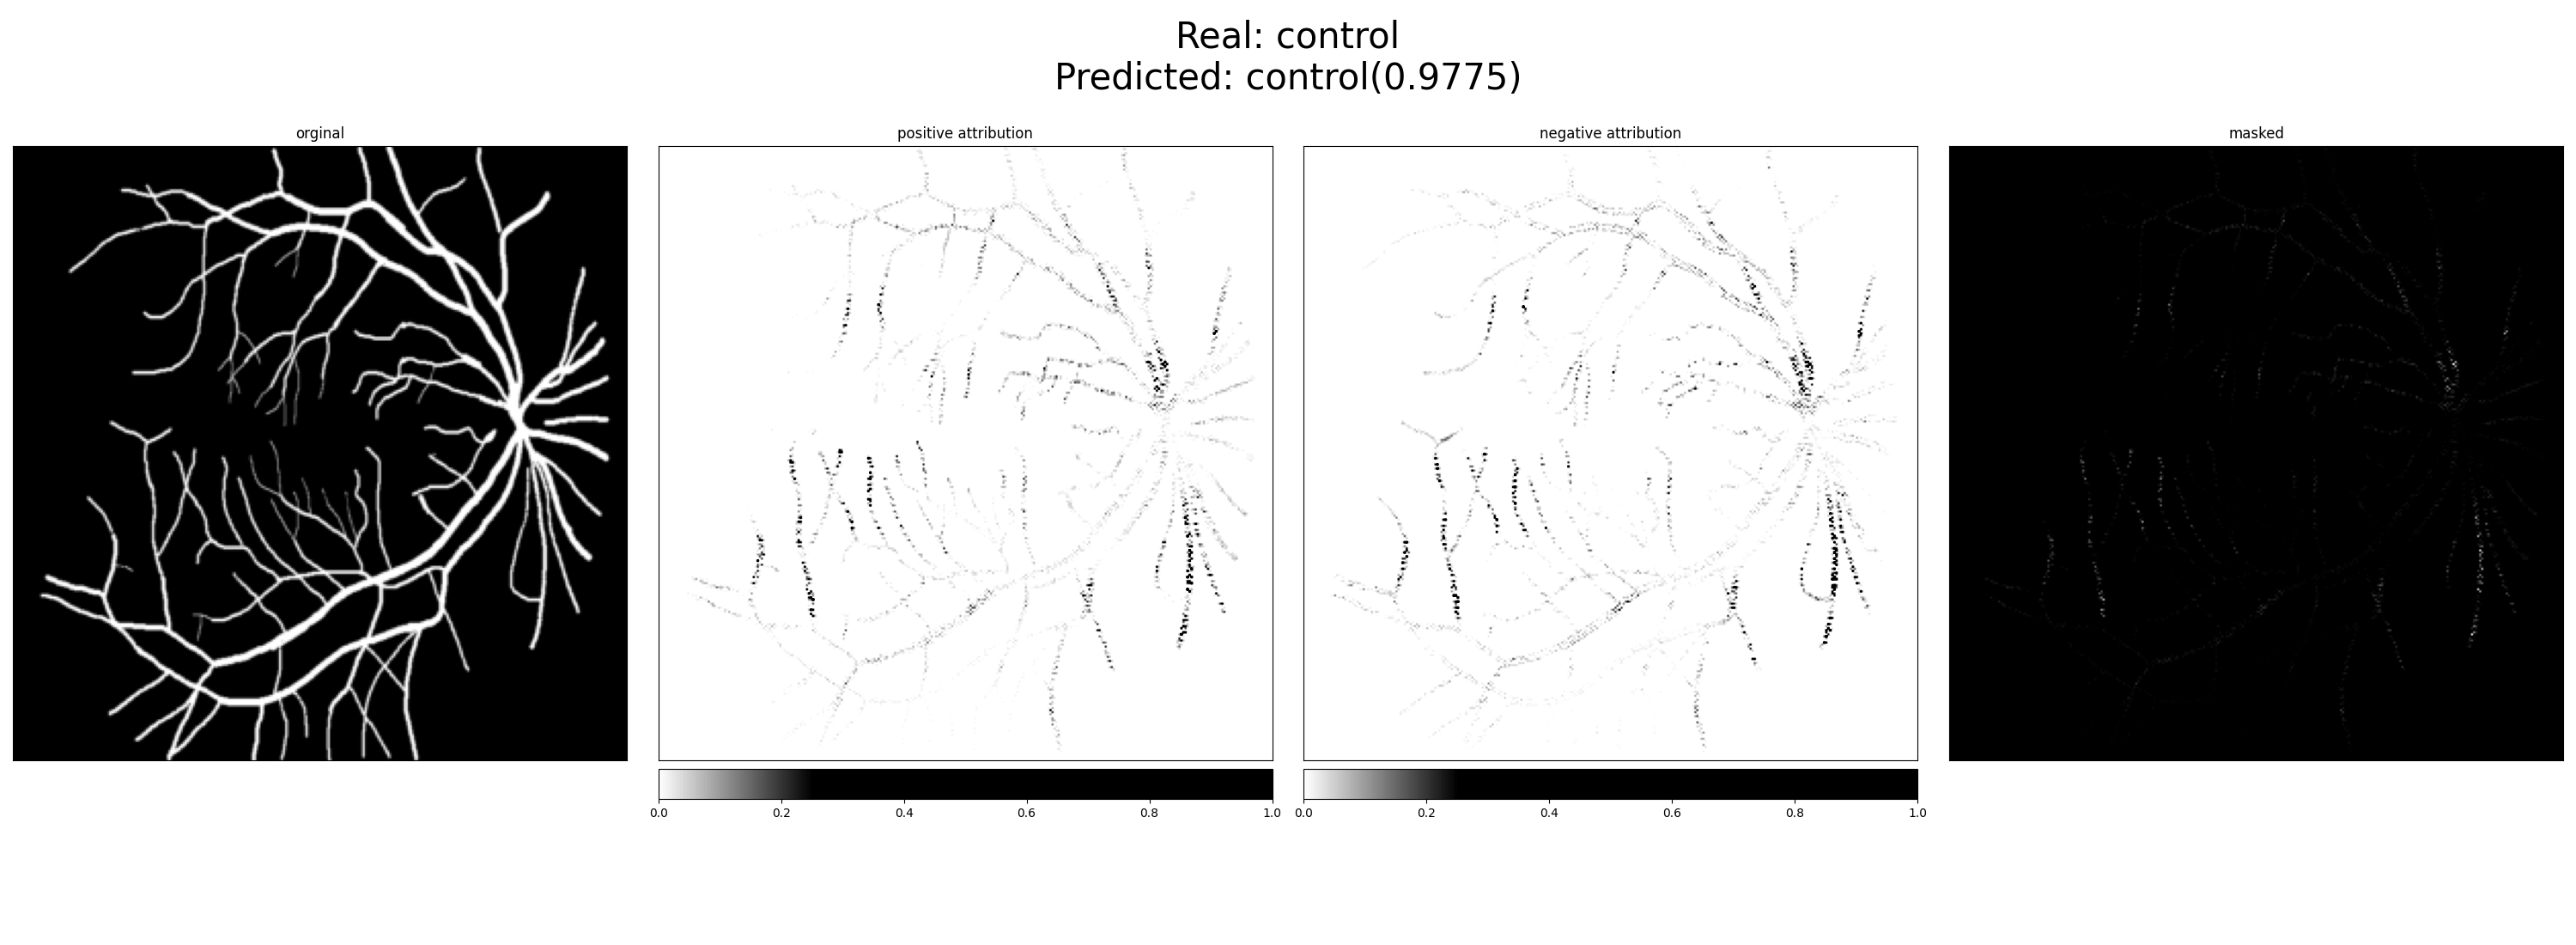 Real: control
Predicted: control(0.9775)
orginal
positive attribution
negative attribution
masked
0.0 0.2 0.4 0.6 0.8 1.0
0.0 0.2 0.4 0.6 0.8 1.0